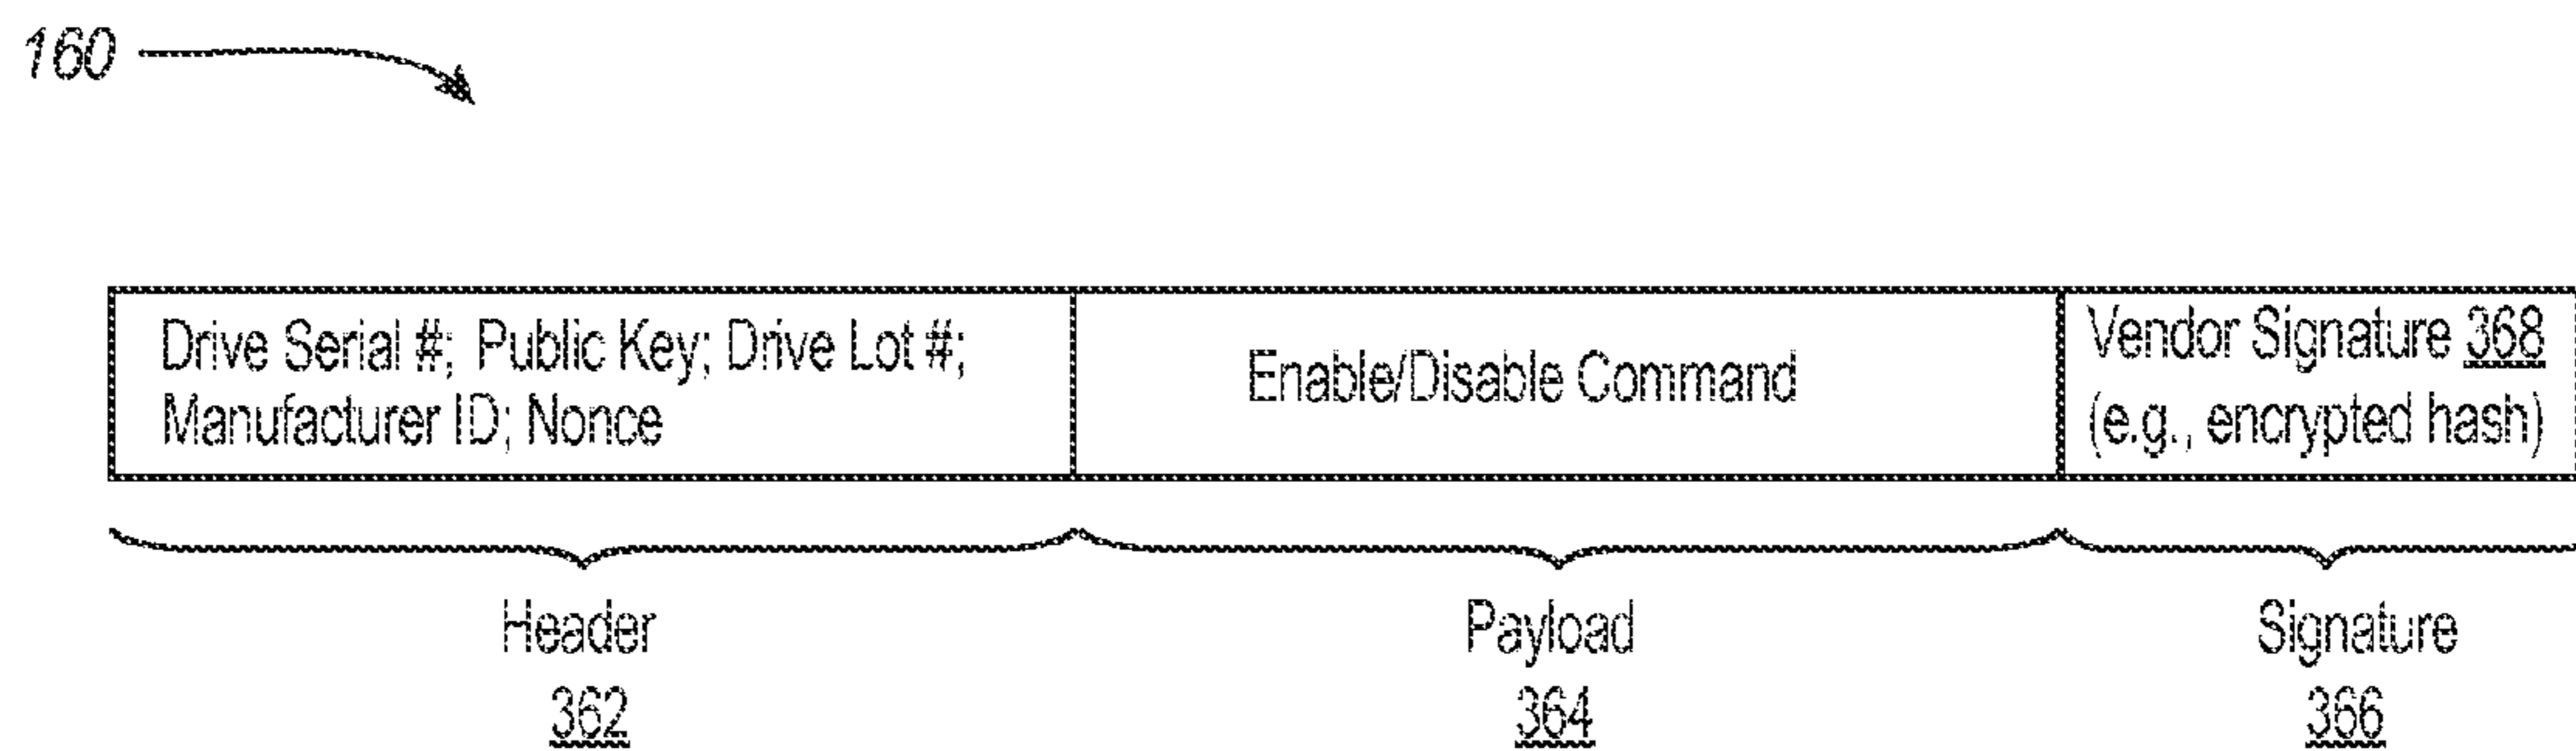 160
Drive Serial #; Public Key; Drive Lot #;
Manufacturer ID; Nonce
Enable/Disable Command
Vendor Signature 368
(e.g., encrypted hash)
Header
362
Payload
364
Signature
366